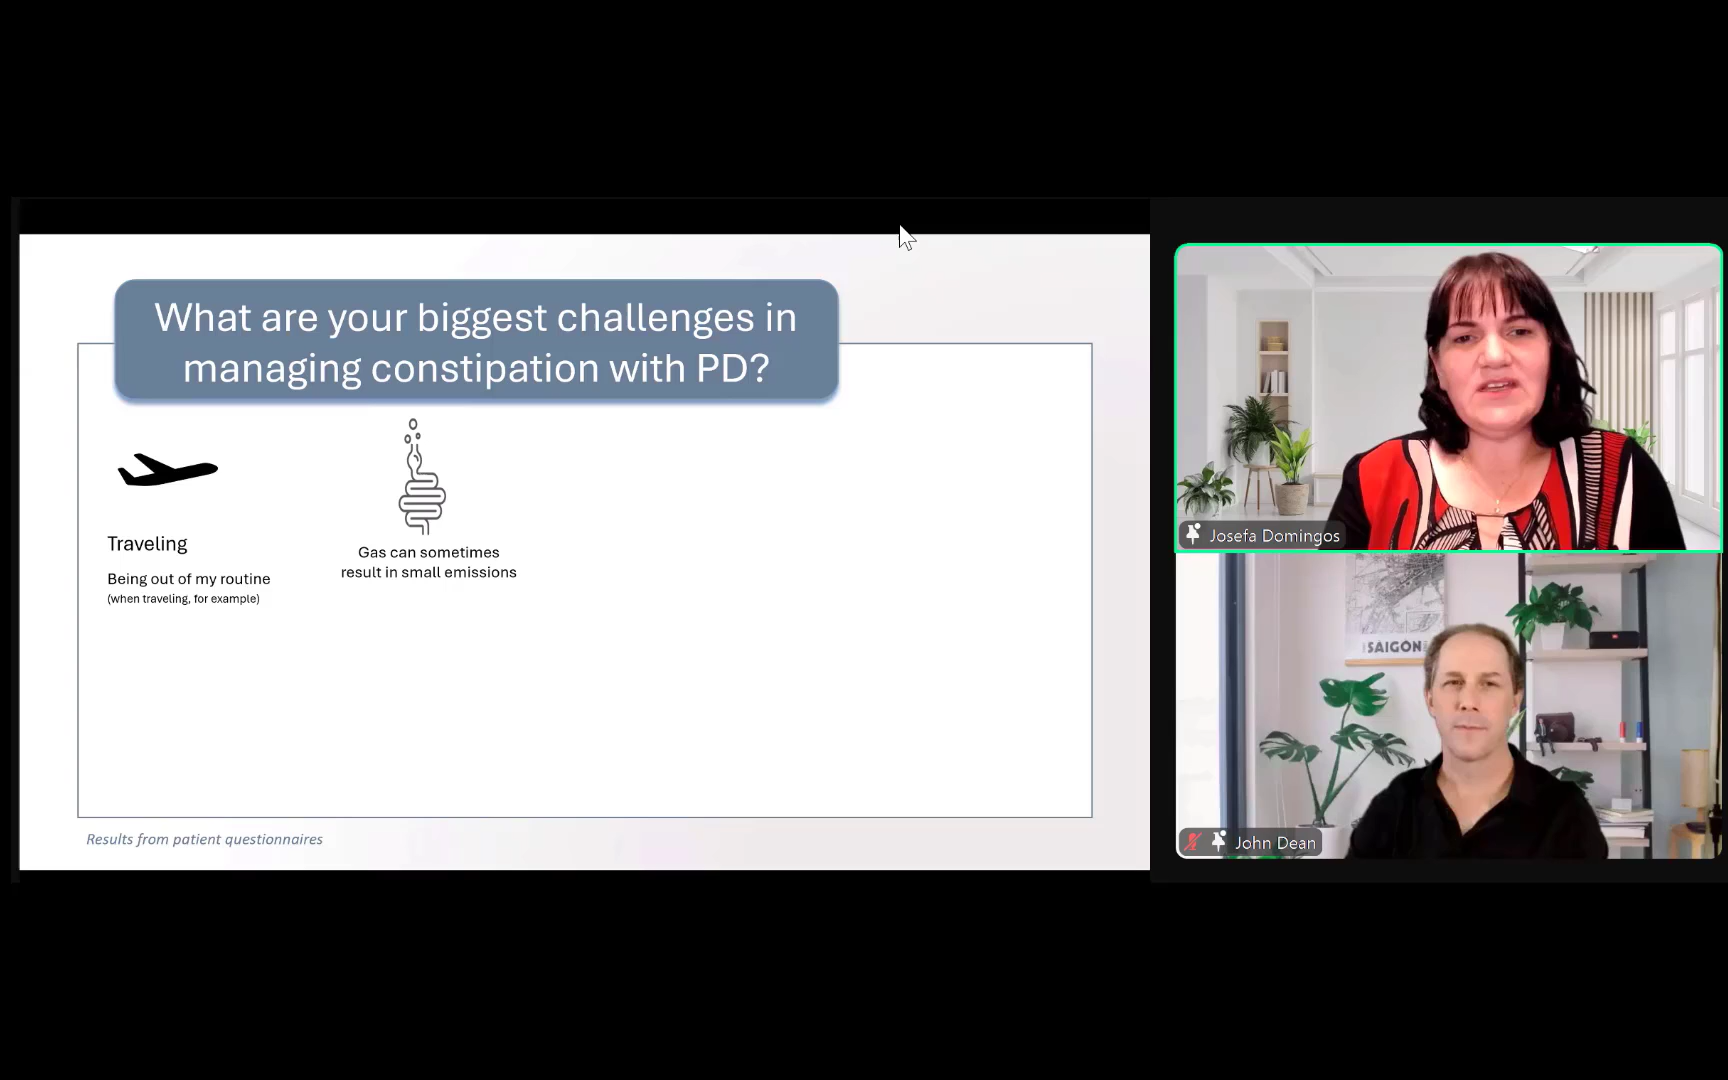 What are your biggest challenges in
managing constipation with PD?
Traveling
Being out of my routine
(when traveling, for example)
Gas can sometimes
result in small emissions
Results from patient questionnaires
Josefa Domingos
SAIGON
John Dean